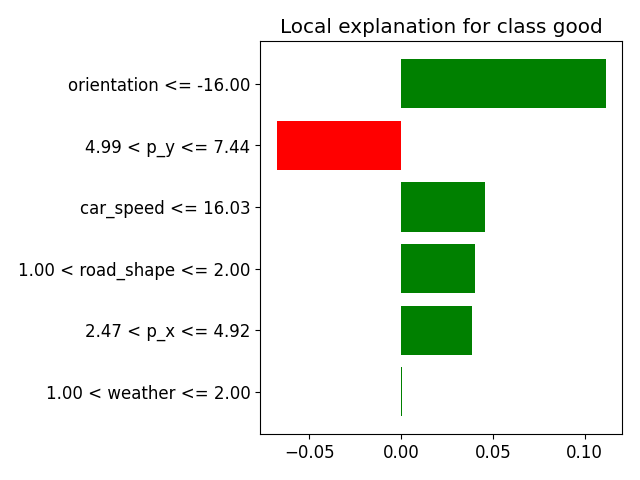 Local explanation for class good
orientation <= -16.00
4.99 < p_y <= 7.44
car_speed <= 16.03
1.00 < road_shape <= 2.00
2.47 < p_x <= 4.92
1.00 < weather <= 2.00
−0.05 0.00 0.05 0.10